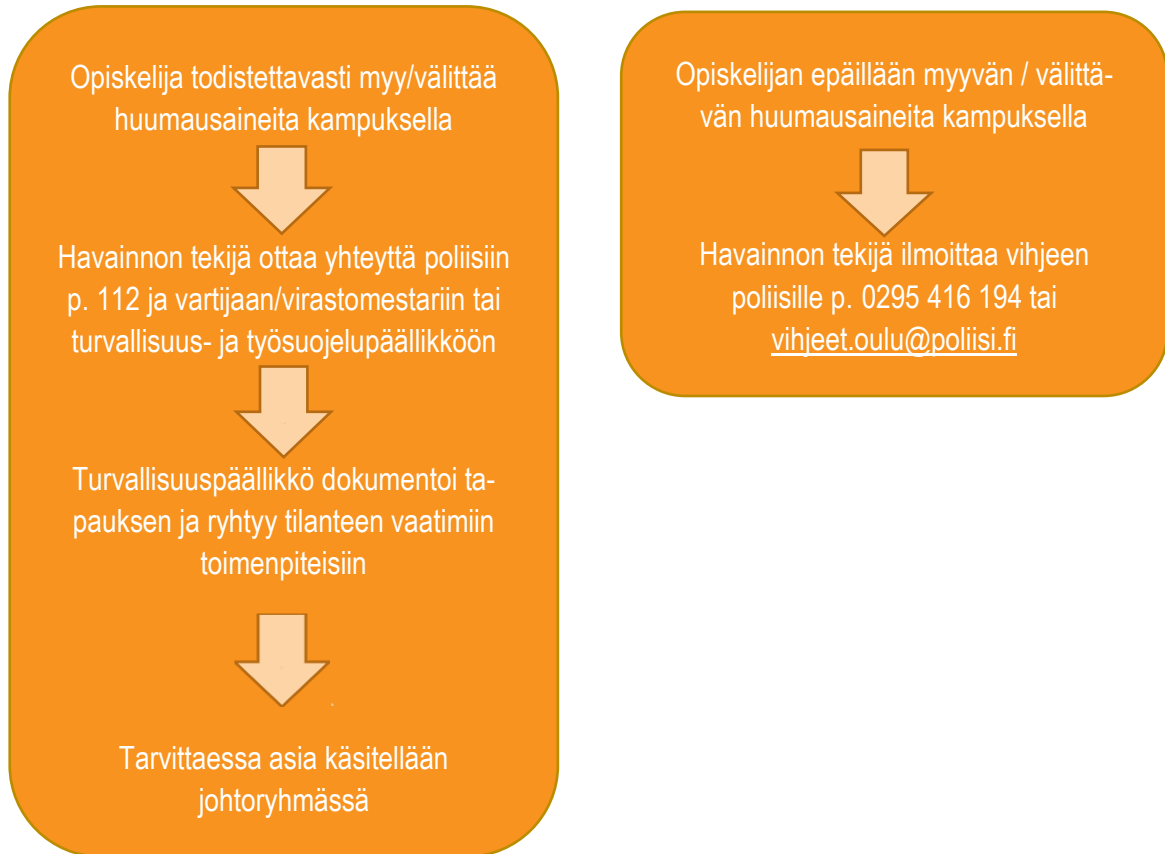 Opiskelija todistettavasti myy/välittää
huumausaineita kampuksella
Havainnon tekijä ottaa yhteyttä poliisiin
p. 112 ja vartijaan/virastomestariin tai
turvallisuus- ja työsuojelupäällikköön
Turvallisuuspäällikkö dokumentoi ta-
pauksen ja ryhtyy tilanteen vaatimiin
toimenpiteisiin
Tarvittaessa asia käsitellään
johtoryhmässä
Opiskelijan epäillään myyvän / välittä-
vän huumausaineita kampuksella
Havainnon tekijä ilmoittaa vihjeen
poliisille p. 0295 416 194 tai
vihjeet.oulu@poliisi.fi